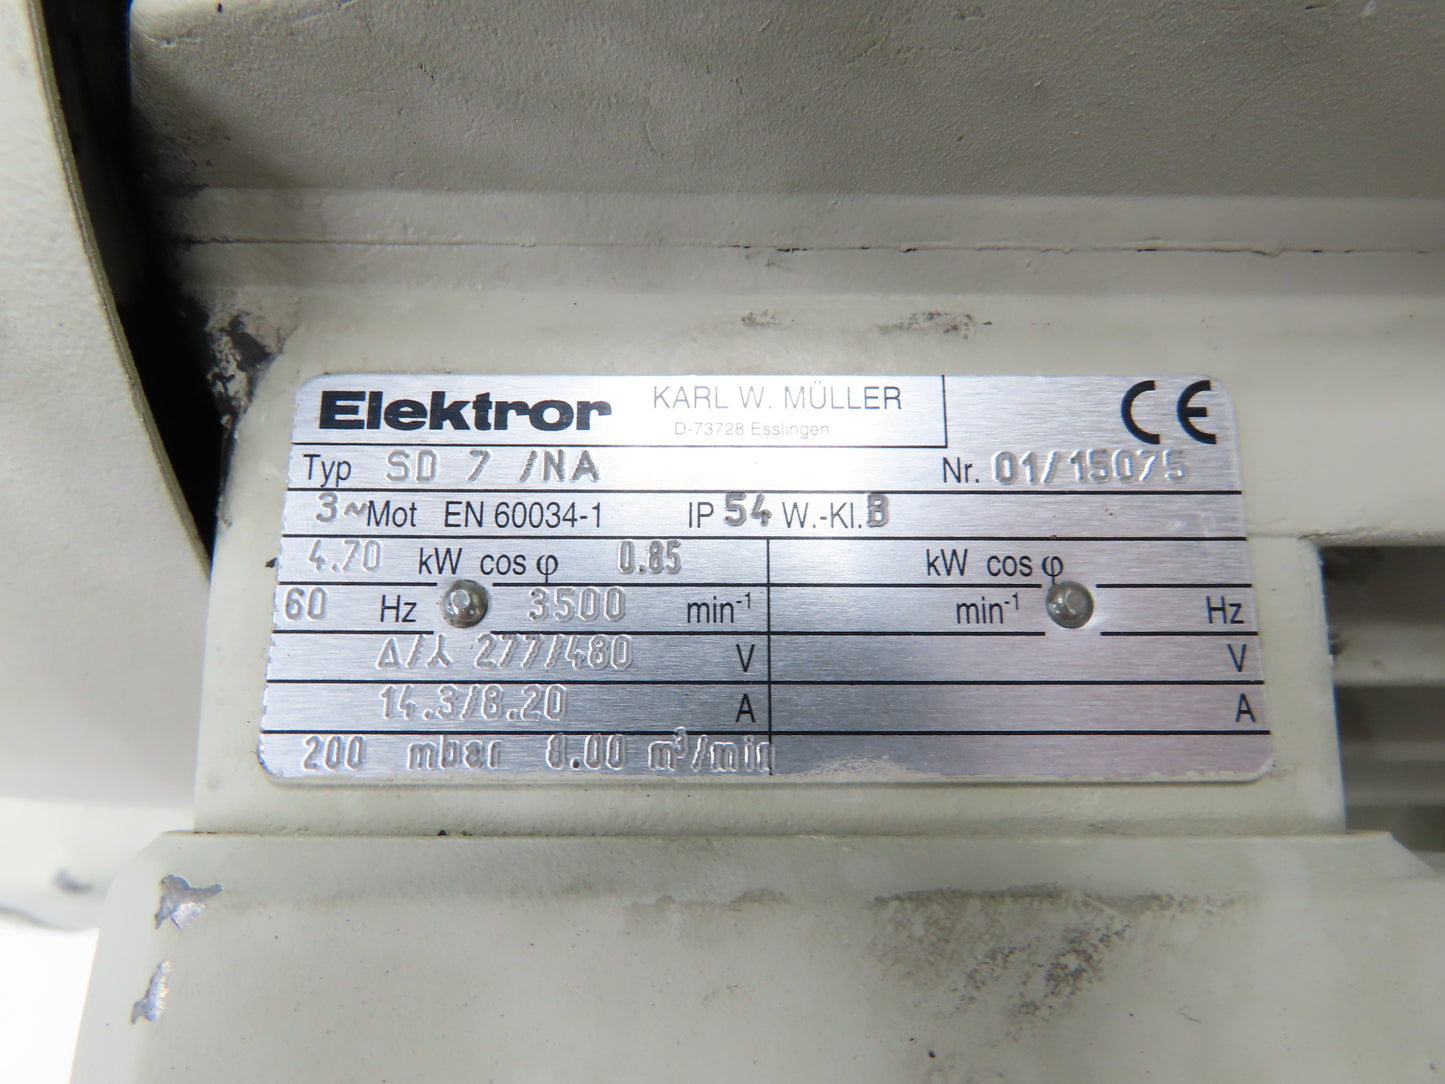 Elektror KARL W. MÜLLER CE
D-73728 Esslingen
Typ SD 7 /NA Nr. 01/15075
3~Mot EN 60034-1 IP 54 W.-Kl. B
4.70 kW cos φ 0.85 kW cos φ
60 Hz 3500 min⁻¹ min⁻¹ Hz
Δ/⅄ 277/480 V V
14.3/8.20 A A
200 mbar 8.00 m³/min